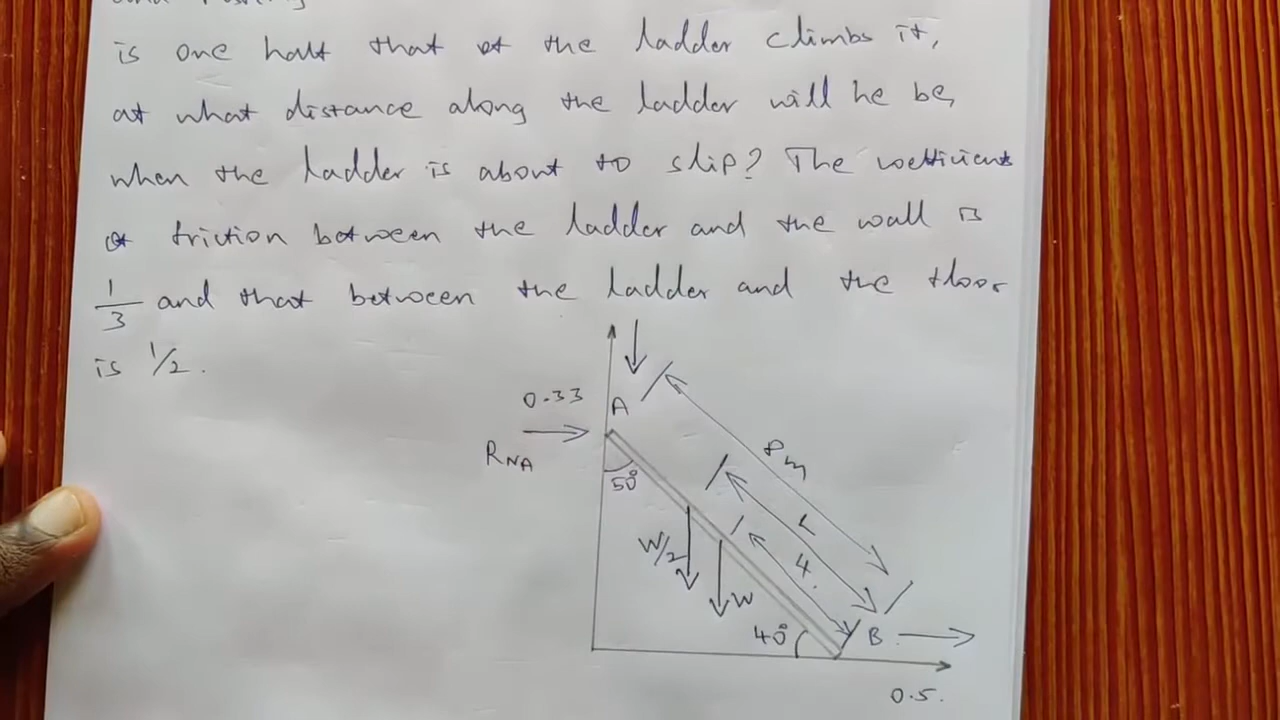 is one half that of the ladder climbs it,
at what distance along the ladder will he be,
when the ladder is about to slip? The coefficient
of friction between the ladder and the wall is
1/3 and that between the ladder and the floor
is 1/2.
0.33
A
RNA
8m
50°
L
W/2
4.
W
40°
B
0.5.